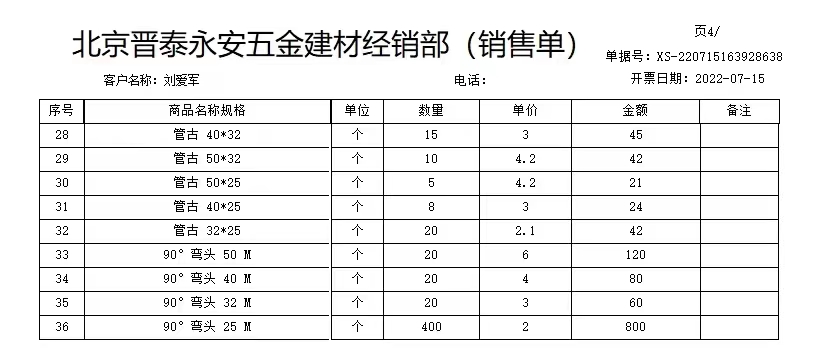 页4/
北京晋泰永安五金建材经销部（销售单）
单据号: XS-220715163928638
客户名称: 刘爱军 电话: 开票日期: 2022-07-15
序号 商品名称规格 单位 数量 单价 金额 备注
28 管古 40*32 个 15 3 45
29 管古 50*32 个 10 4.2 42
30 管古 50*25 个 5 4.2 21
31 管古 40*25 个 8 3 24
32 管古 32*25 个 20 2.1 42
33 90° 弯头 50 M 个 20 6 120
34 90° 弯头 40 M 个 20 4 80
35 90° 弯头 32 M 个 20 3 60
36 90° 弯头 25 M 个 400 2 800